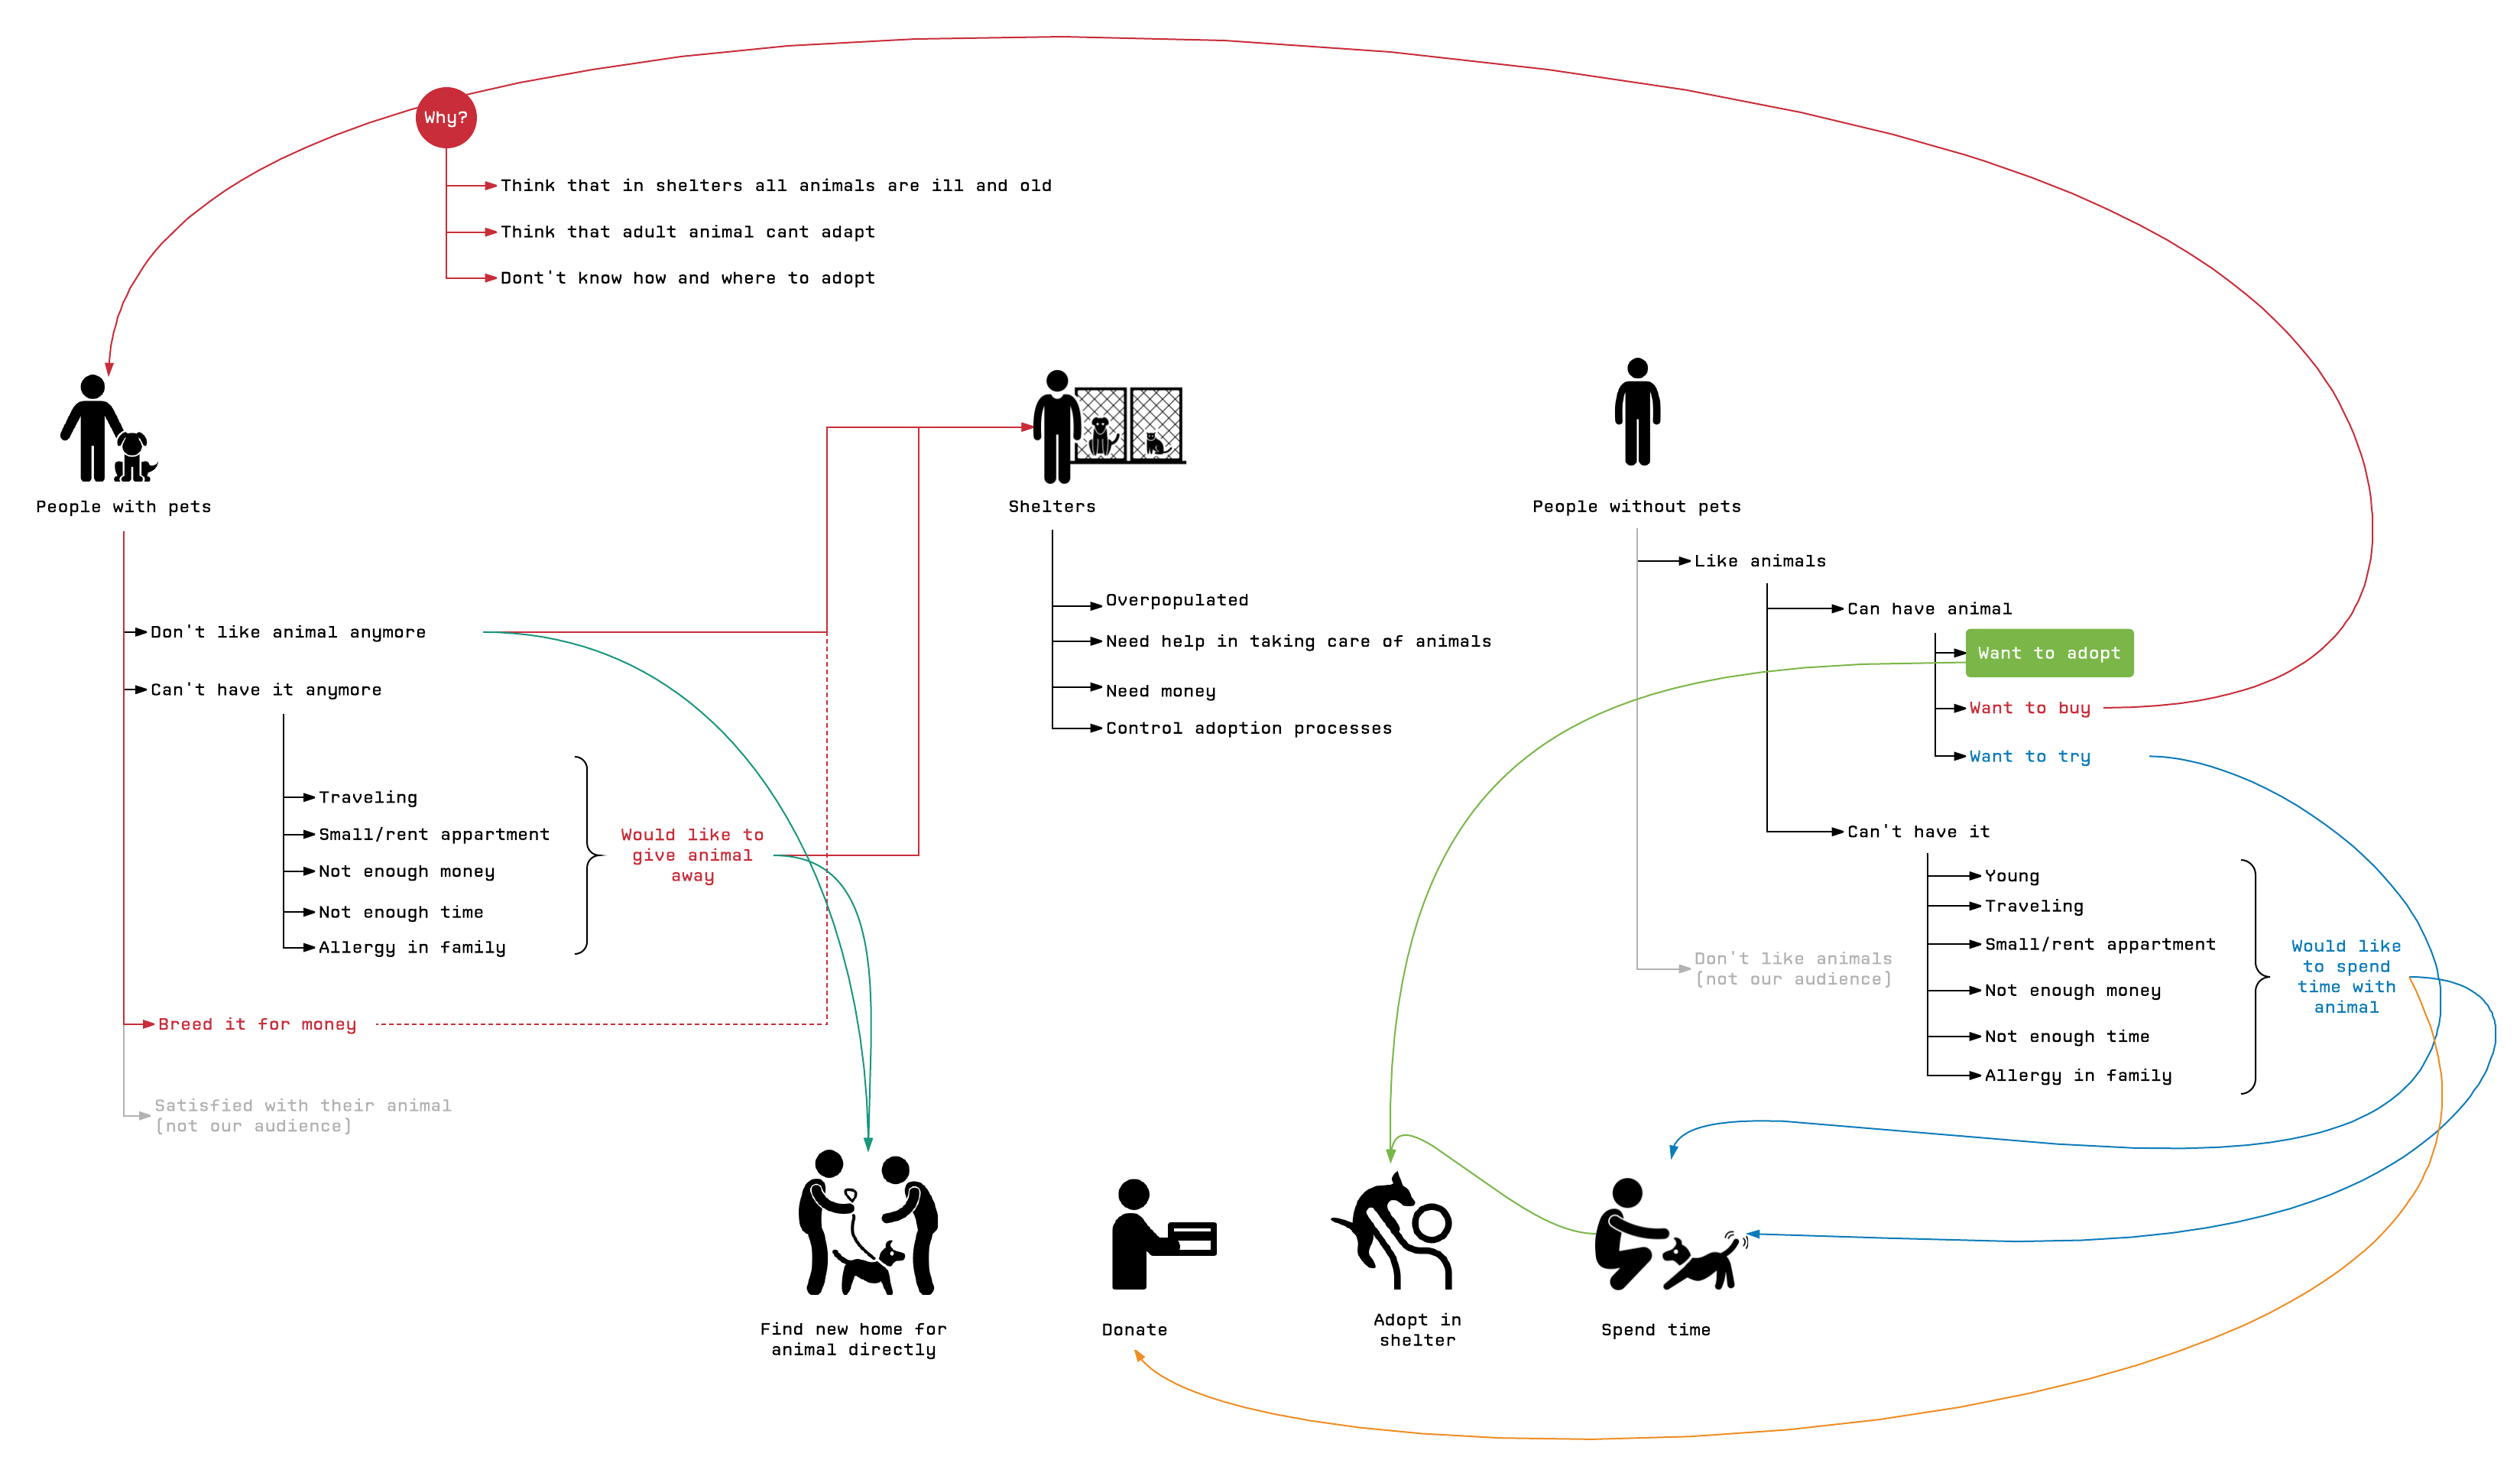 Why?
Think that in shelters all animals are ill and old
Think that adult animal cant adapt
Dont't know how and where to adopt
People with pets
Don't like animal anymore
Can't have it anymore
Traveling
Small/rent appartment
Not enough money
Not enough time
Allergy in family
Would like to
give animal
away
Breed it for money
Satisfied with their animal
(not our audience)
Shelters
Overpopulated
Need help in taking care of animals
Need money
Control adoption processes
People without pets
Like animals
Can have animal
Want to adopt
Want to buy
Want to try
Can't have it
Young
Traveling
Small/rent appartment
Not enough money
Not enough time
Allergy in family
Would like
to spend
time with
animal
Don't like animals
(not our audience)
Find new home for
animal directly
Donate
Adopt in
shelter
Spend time